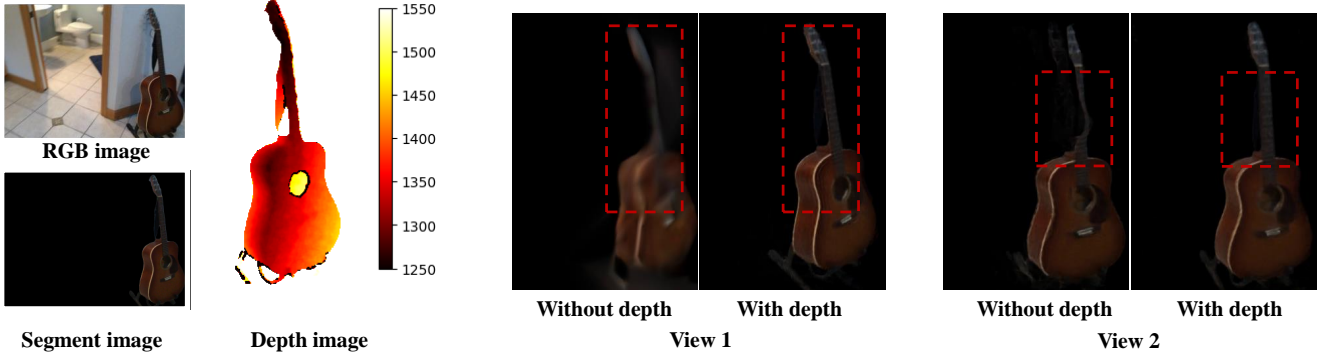 RGB image
Segment image
Depth image
1550
1500
1450
1400
1350
1300
1250
Without depth
With depth
View 1
Without depth
With depth
View 2